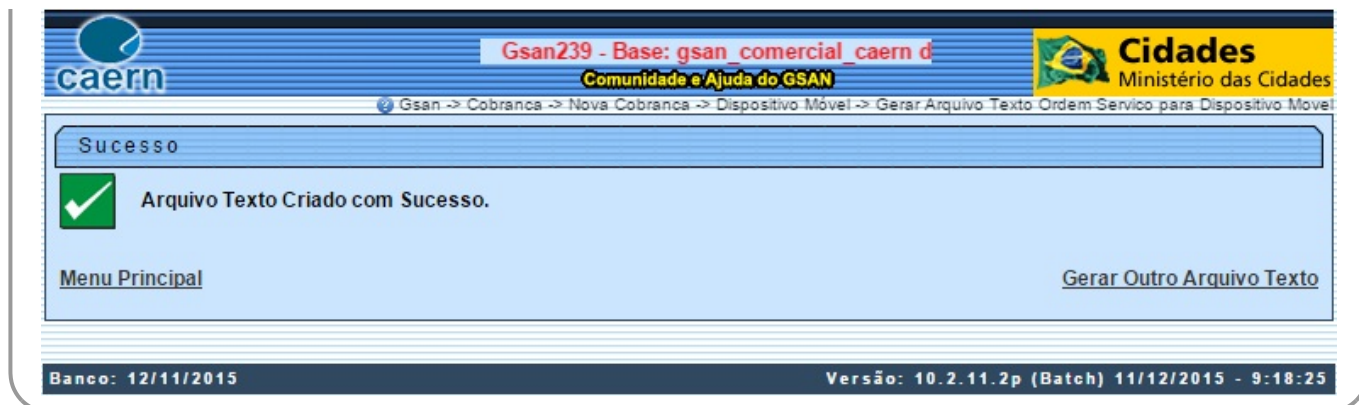 caern
Gsan239 - Base: gsan_comercial_caern d
Comunidade e Ajuda do GSAN
Cidades
Ministério das Cidades
Gsan -> Cobranca -> Nova Cobranca -> Dispositivo Móvel -> Gerar Arquivo Texto Ordem Servico para Dispositivo Movel
Sucesso
Arquivo Texto Criado com Sucesso.
Menu Principal
Gerar Outro Arquivo Texto
Banco: 12/11/2015
Versão: 10.2.11.2p (Batch) 11/12/2015 - 9:18:25